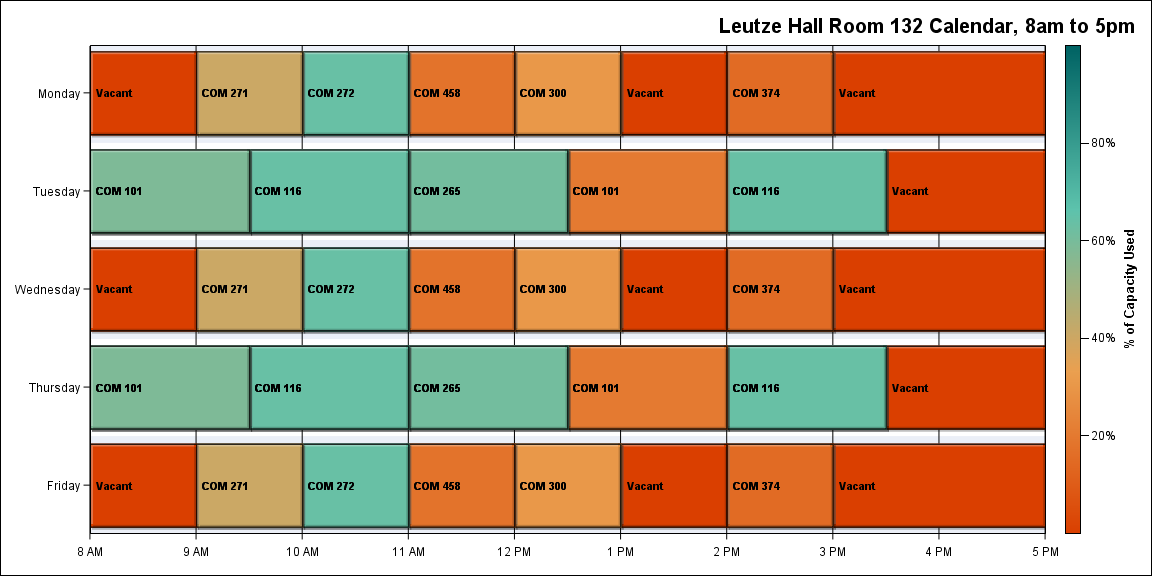 Leutze Hall Room 132 Calendar, 8am to 5pm
Monday
Vacant
COM 271
COM 272
COM 458
COM 300
Vacant
COM 374
Vacant
Tuesday
COM 101
COM 116
COM 265
COM 101
COM 116
Vacant
Wednesday
Vacant
COM 271
COM 272
COM 458
COM 300
Vacant
COM 374
Vacant
Thursday
COM 101
COM 116
COM 265
COM 101
COM 116
Vacant
Friday
Vacant
COM 271
COM 272
COM 458
COM 300
Vacant
COM 374
Vacant
8 AM
9 AM
10 AM
11 AM
12 PM
1 PM
2 PM
3 PM
4 PM
5 PM
80%
60%
40%
20%
% of Capacity Used